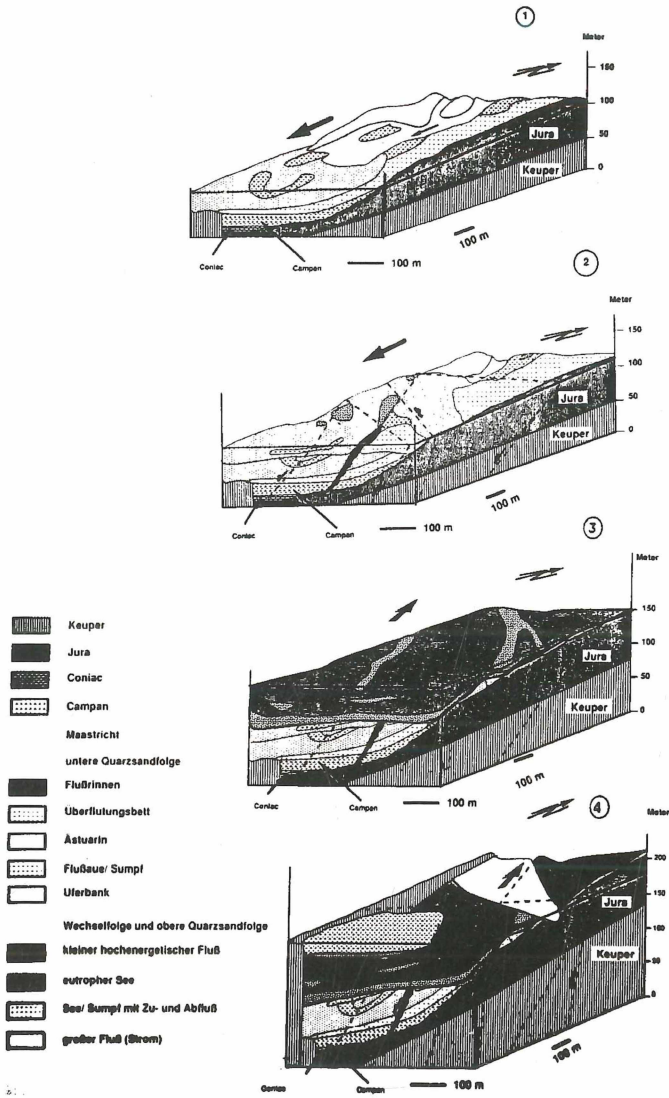 1
Meter
150
100
50
0
Jura
Keuper
100 m
Coniac
Campan
100 m
2
Meter
150
100
50
0
Jura
Keuper
100 m
Coniac
Campan
100 m
3
Meter
150
100
50
0
Jura
Keuper
100 m
Coniac
Campan
100 m
4
Meter
200
150
100
50
0
Jura
Keuper
100 m
Coniac
Campan
100 m
Keuper
Jura
Coniac
Campan
Maastricht
untere Quarzsandfolge
Flußrinnen
Überflutungsbett
Ästuarin
Flußaue/ Sumpf
Uferbank
Wechselfolge und obere Quarzsandfolge
kleiner hochenergetischer Fluß
eutropher See
See/ Sumpf mit Zu- und Abfluß
großer Fluß (Strom)